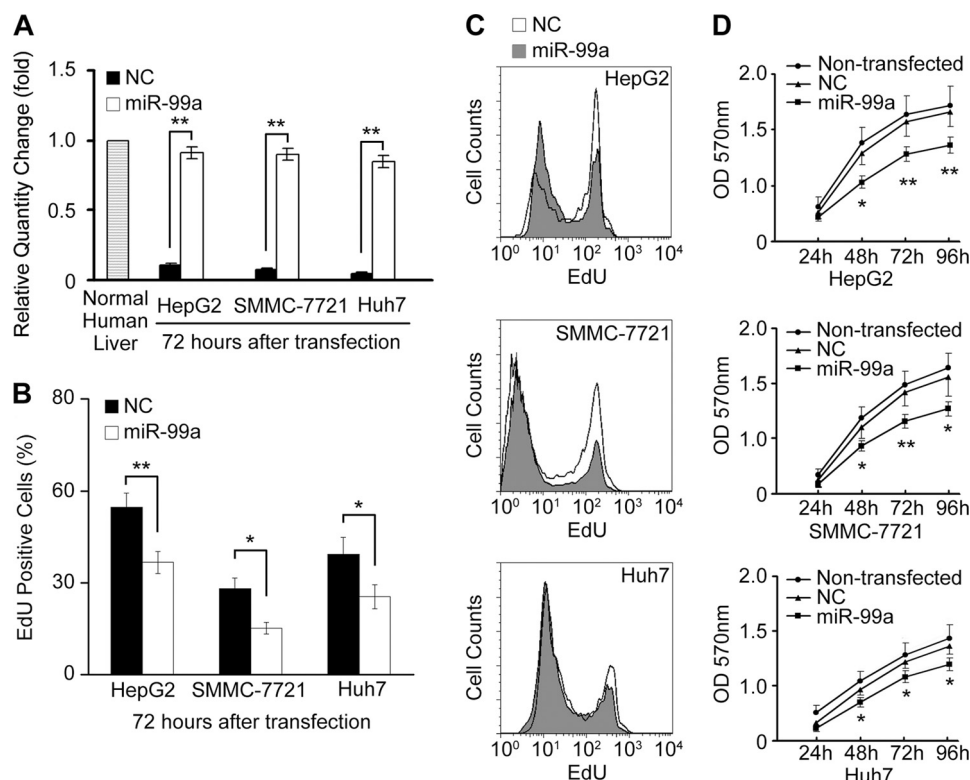 A
Relative Quantity Change (fold)
1.5
1.0
0.5
0
NC
miR-99a
**
**
**
Normal
Human
Liver
HepG2 SMMC-7721 Huh7
72 hours after transfection
B
EdU Positive Cells (%)
80
60
30
0
NC
miR-99a
**
*
*
HepG2 SMMC-7721 Huh7
72 hours after transfection
C
NC
miR-99a
HepG2
Cell Counts
10⁰ 10¹ 10² 10³ 10⁴
EdU
SMMC-7721
Cell Counts
10⁰ 10¹ 10² 10³ 10⁴
EdU
Huh7
Cell Counts
10⁰ 10¹ 10² 10³ 10⁴
EdU
D
Non-transfected
NC
miR-99a
OD 570nm
2.0
1.5
1.0
0
*
**
**
24h 48h 72h 96h
HepG2
Non-transfected
NC
miR-99a
OD 570nm
2.0
1.5
1.0
0
*
**
*
24h 48h 72h 96h
SMMC-7721
Non-transfected
NC
miR-99a
OD 570nm
2.0
1.5
1.0
0
*
*
*
24h 48h 72h 96h
Huh7